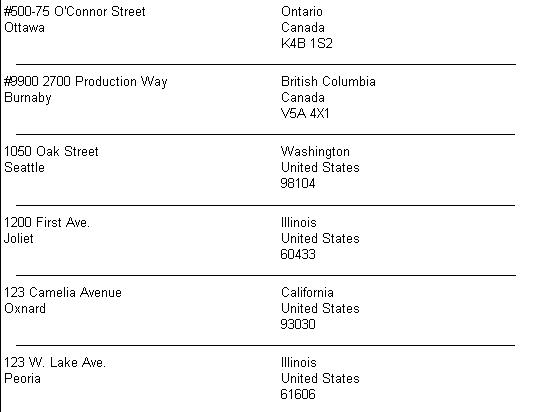 #500-75 O'Connor Street Ontario
Ottawa Canada
K4B 1S2
#9900 2700 Production Way British Columbia
Burnaby Canada
V5A 4X1
1050 Oak Street Washington
Seattle United States
98104
1200 First Ave. Illinois
Joliet United States
60433
123 Camelia Avenue California
Oxnard United States
93030
123 W. Lake Ave. Illinois
Peoria United States
61606